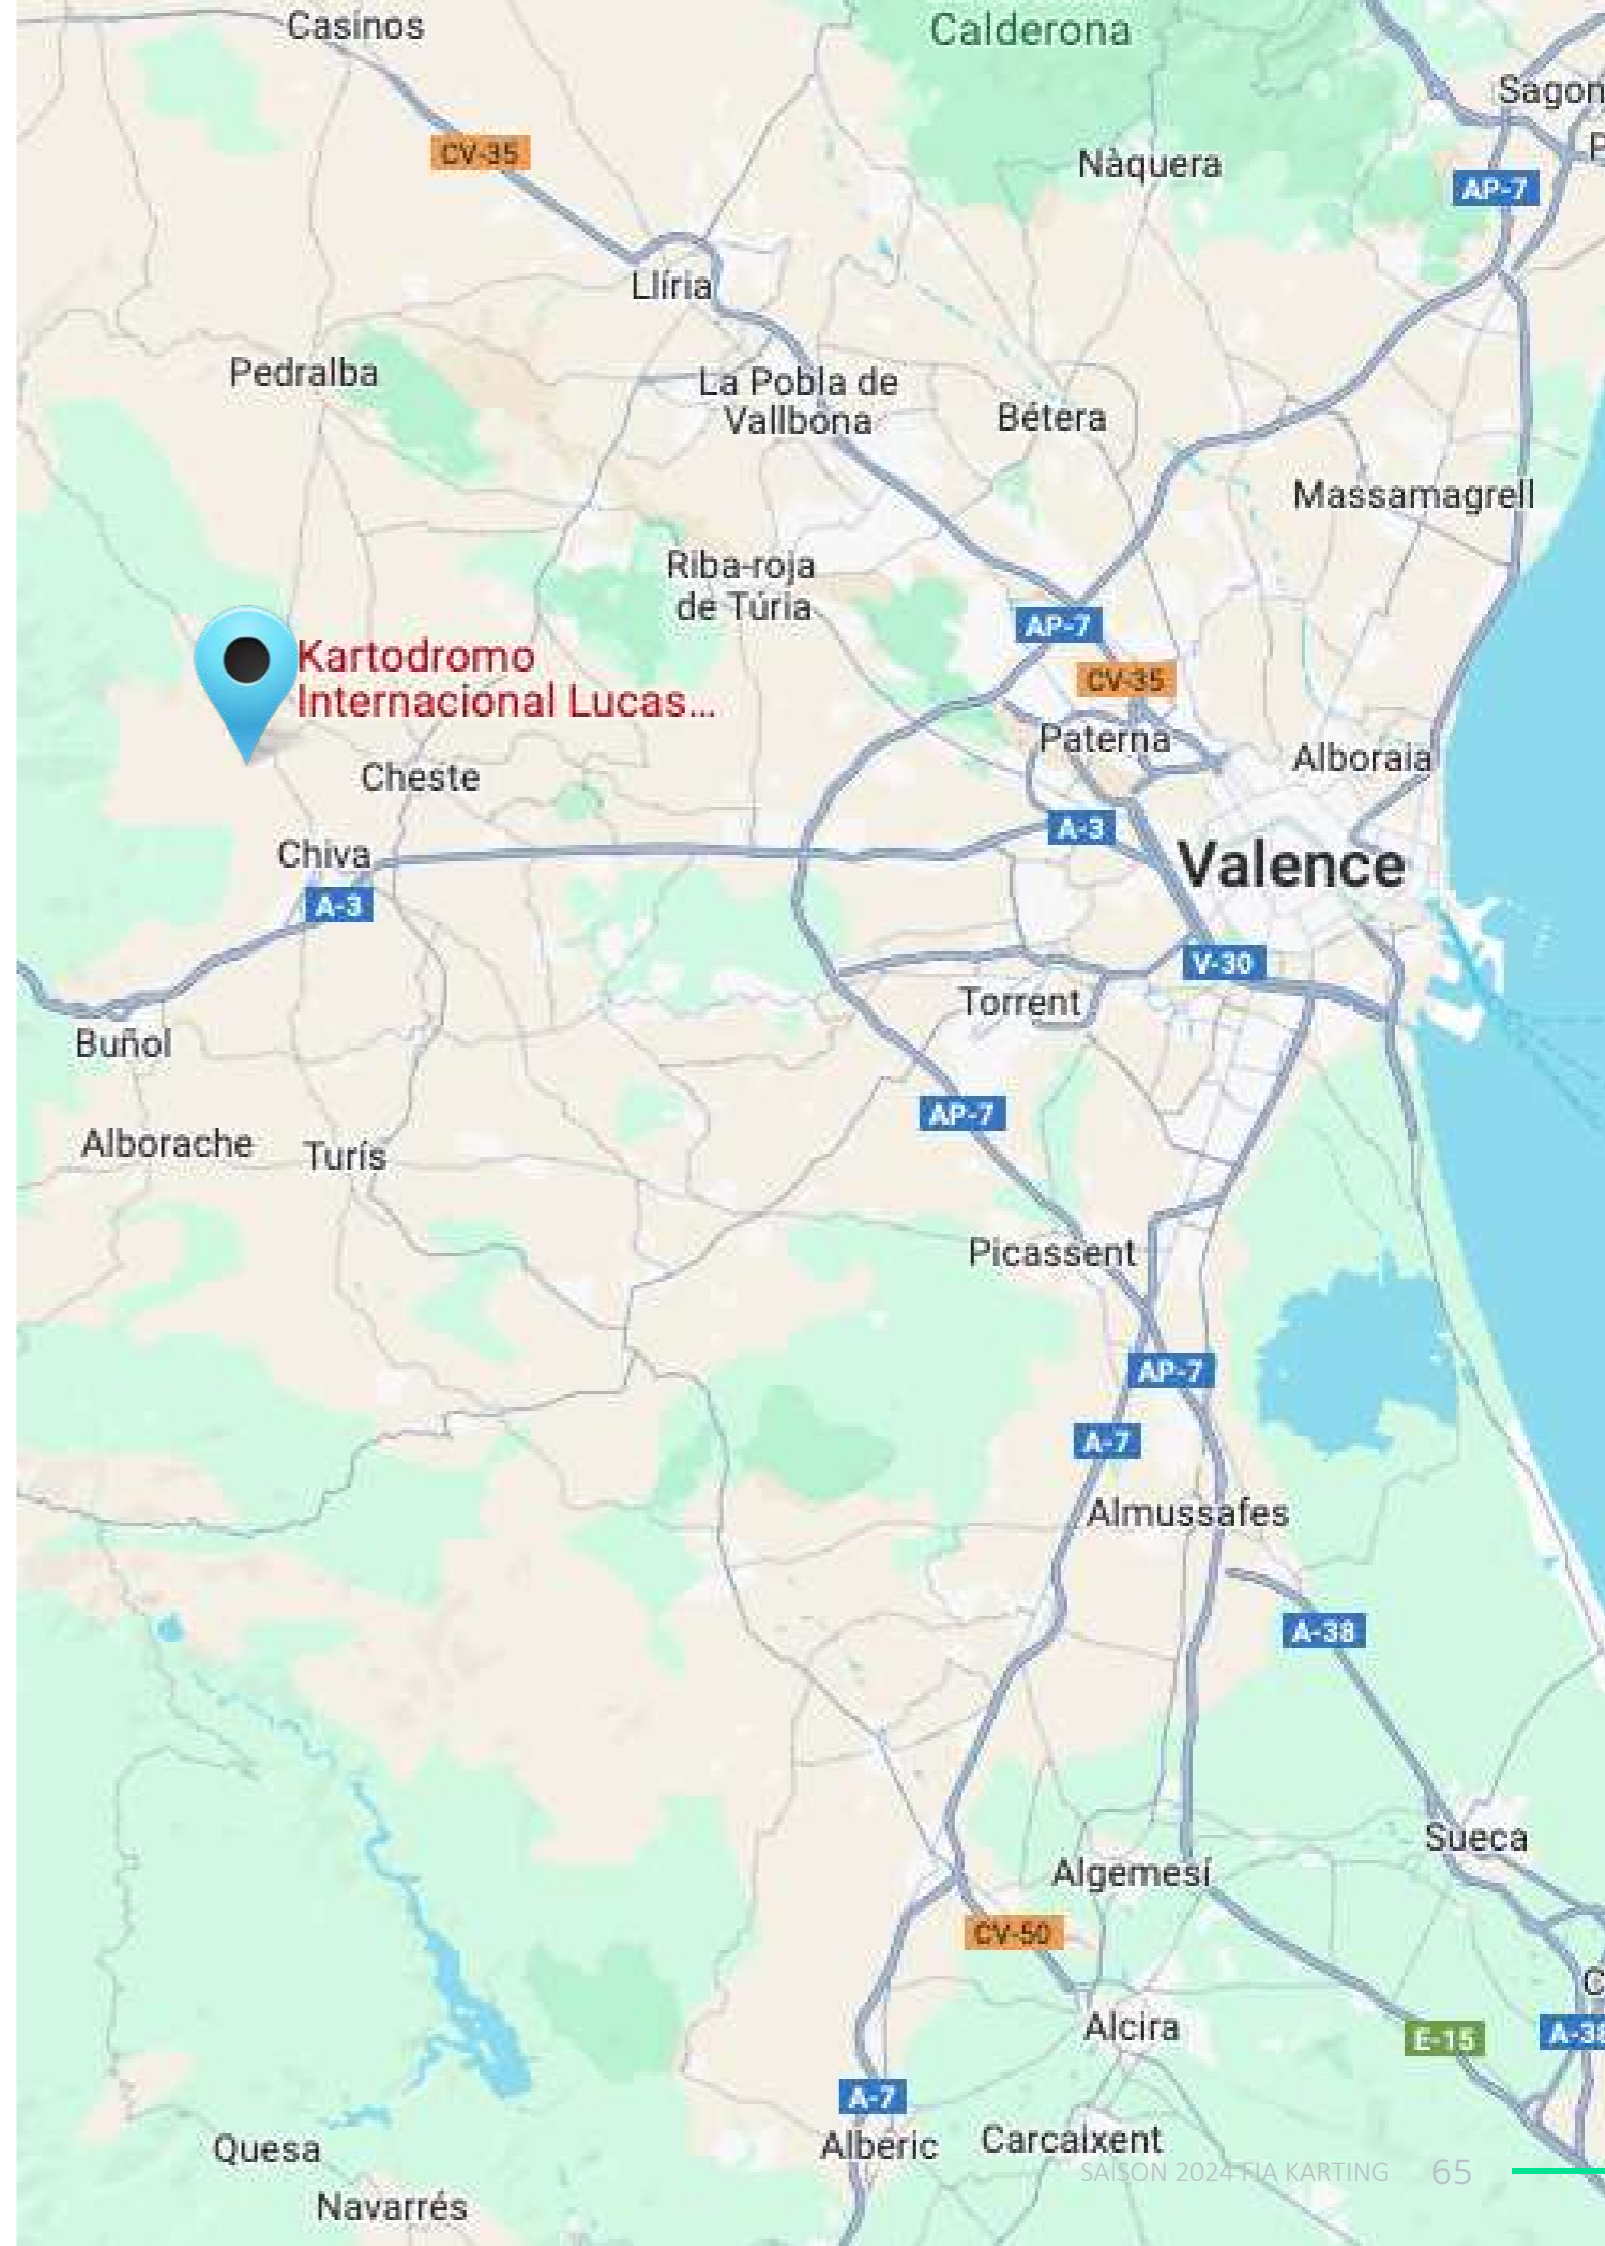 Casinos
Calderona
Sagon
CV-35
Nàquera
P
AP-7
Llíria
Pedralba
La Pobla de
Vallbona
Bétera
Massamagrell
Riba-roja
de Túria
AP-7
Kartodromo
Internacional Lucas...
CV-35
Paterna
Alboraia
Cheste
A-3
Chiva
Valence
A-3
V-30
Torrent
Buñol
AP-7
Alborache
Turís
Picassent
AP-7
A-7
Almussafes
A-38
Sueca
Algemesí
CV-50
C
Alcira
E-15
A-38
A-7
Alberic
Carcaixent
Quesa
SAISON 2024 FIA KARTING 65
Navarrés